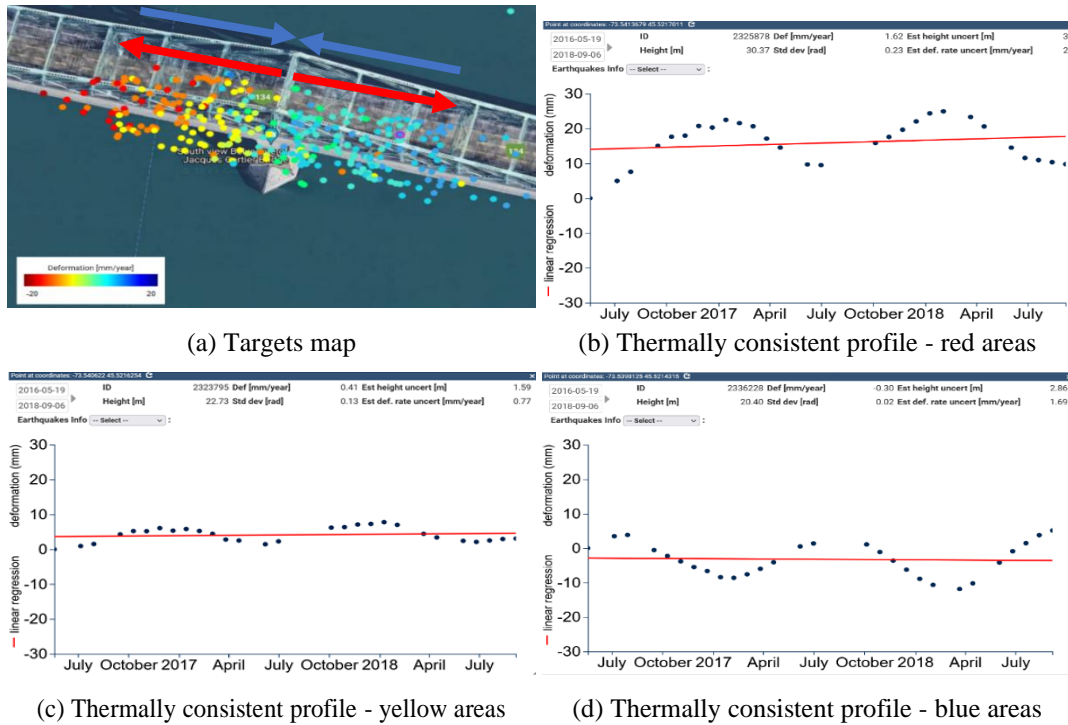 134
South view
Jacques Cartier
Deformation [mm/year]
-20 20
(a) Targets map
Point at coordinates: -73.5413679 45.5217011
2016-05-19 ID 2325878 Def [mm/year] 1.62 Est height uncert [m] 3
2018-09-06 Height [m] 30.37 Std dev [rad] 0.23 Est def. rate uncert [mm/year] 2
Earthquakes Info -- Select -- :
— linear regression deformation (mm)
30
20
10
0
-10
-20
-30
July October 2017 April July October 2018 April July
(b) Thermally consistent profile - red areas
Point at coordinates: -73.540622 45.5216254
2016-05-19 ID 2323795 Def [mm/year] 0.41 Est height uncert [m] 1.59
2018-09-06 Height [m] 22.73 Std dev [rad] 0.13 Est def. rate uncert [mm/year] 0.77
Earthquakes Info -- Select -- :
— linear regression deformation (mm)
30
20
10
0
-10
-20
-30
July October 2017 April July October 2018 April July
(c) Thermally consistent profile - yellow areas
Point at coordinates:
2016-05-19 ID 2336228 Def [mm/year] -0.30 Est height uncert [m] 2.86
2018-09-06 Height [m] 20.40 Std dev [rad] 0.02 Est def. rate uncert [mm/year] 1.69
Earthquakes Info -- Select -- :
— linear regression deformation (mm)
30
20
10
0
-10
-20
-30
July October 2017 April July October 2018 April July
(d) Thermally consistent profile - blue areas